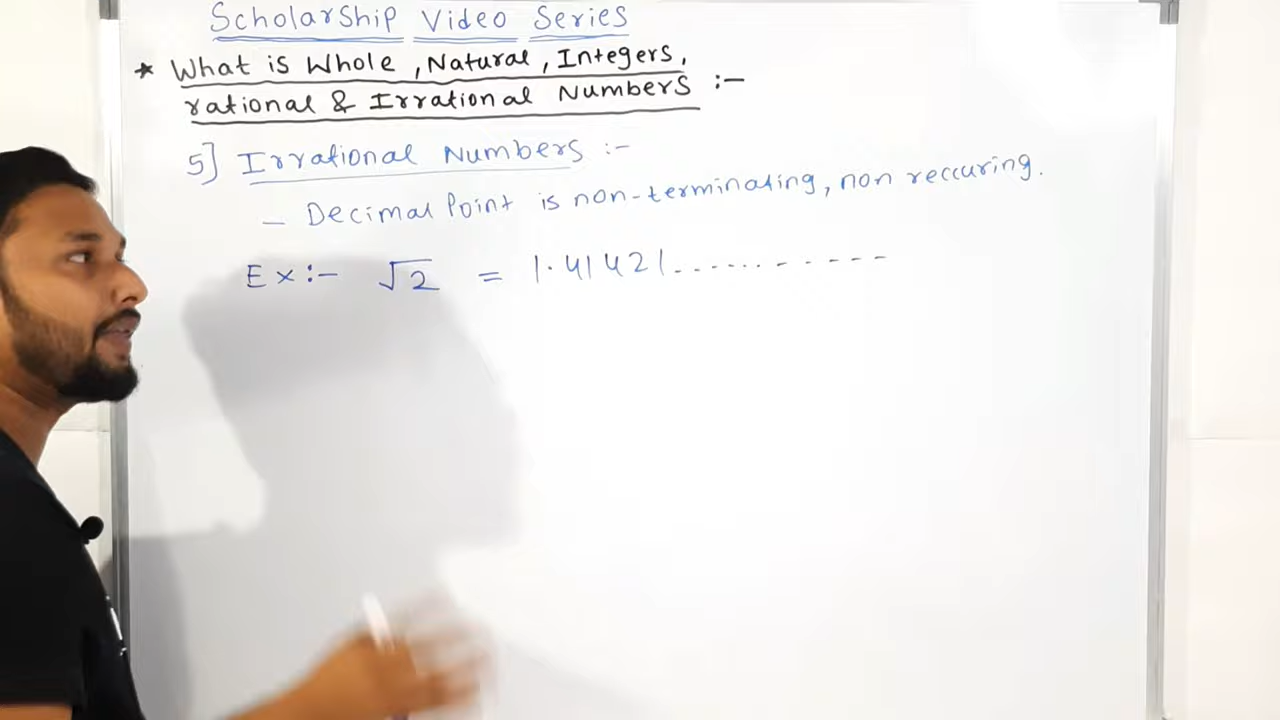 Scholarship Video Series
* What is Whole, Natural, Integers,
rational & Irrational Numbers :-
5] Irrational Numbers :-
- Decimal Point is non-terminating, non reccuring.
Ex:- √2 = 1.41421...........